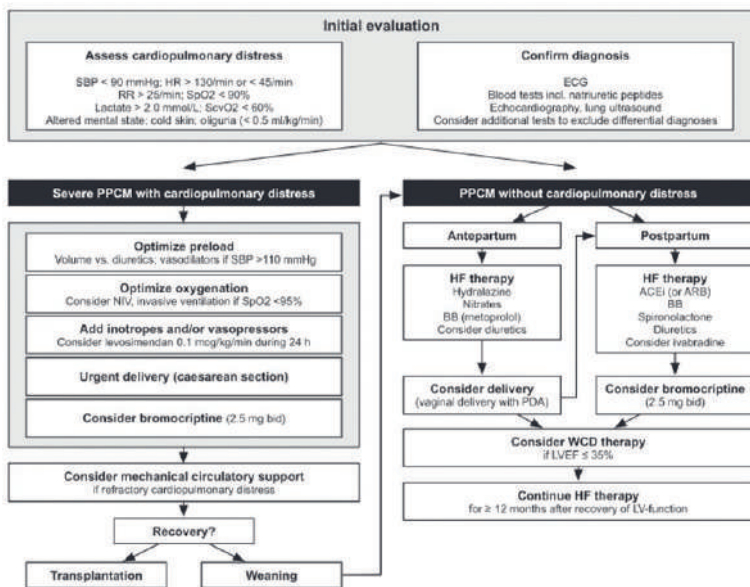 Initial evaluation
Assess cardiopulmonary distress
SBP < 90 mmHg; HR > 130/min or < 45/min
RR > 25/min; SpO2 < 90%
Lactate > 2.0 mmol/L; ScvO2 < 60%
Altered mental state; cold skin; oliguria (< 0.5 ml/kg/min)
Confirm diagnosis
ECG
Blood tests incl. natriuretic peptides
Echocardiography, lung ultrasound
Consider additional tests to exclude differential diagnoses
Severe PPCM with cardiopulmonary distress
Optimize preload
Volume vs. diuretics; vasodilators if SBP >110 mmHg
Optimize oxygenation
Consider NIV, invasive ventilation if SpO2 <95%
Add inotropes and/or vasopressors
Consider levosimendan 0.1 mcg/kg/min during 24 h
Urgent delivery (caesarean section)
Consider bromocriptine (2.5 mg bid)
Consider mechanical circulatory support
if refractory cardiopulmonary distress
Recovery?
Transplantation
Weaning
PPCM without cardiopulmonary distress
Antepartum
HF therapy
Hydralazine
Nitrates
BB (metoprolol)
Consider diuretics
Consider delivery
(vaginal delivery with PDA)
Postpartum
HF therapy
ACEi (or ARB)
BB
Spironolactone
Diuretics
Consider ivabradine
Consider bromocriptine
(2.5 mg bid)
Consider WCD therapy
if LVEF ≤ 35%
Continue HF therapy
for ≥ 12 months after recovery of LV-function